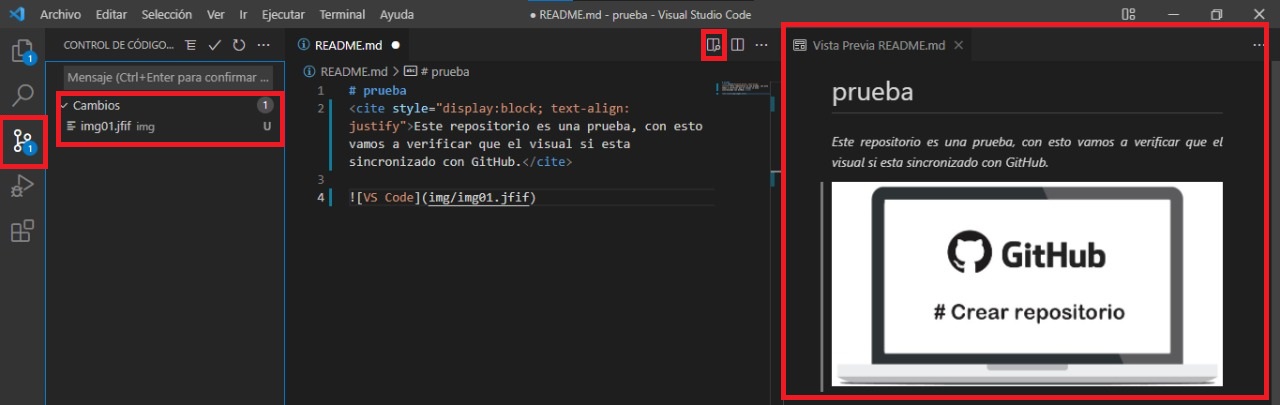 Archivo Editar Selección Ver Ir Ejecutar Terminal Ayuda
● README.md - prueba - Visual Studio Code
1
CONTROL DE CÓDIGO...
Mensaje (Ctrl+Enter para confirmar ...
Cambios 1
img01.jfif img U
1
README.md
README.md > # prueba
1 # prueba
2 <cite style="display:block; text-align:
justify">Este repositorio es una prueba, con esto
vamos a verificar que el visual si esta
sincronizado con GitHub.</cite>
3
4 ![VS Code](img/img01.jfif)
Vista Previa README.md
prueba
Este repositorio es una prueba, con esto vamos a verificar que el
visual si esta sincronizado con GitHub.
GitHub
# Crear repositorio